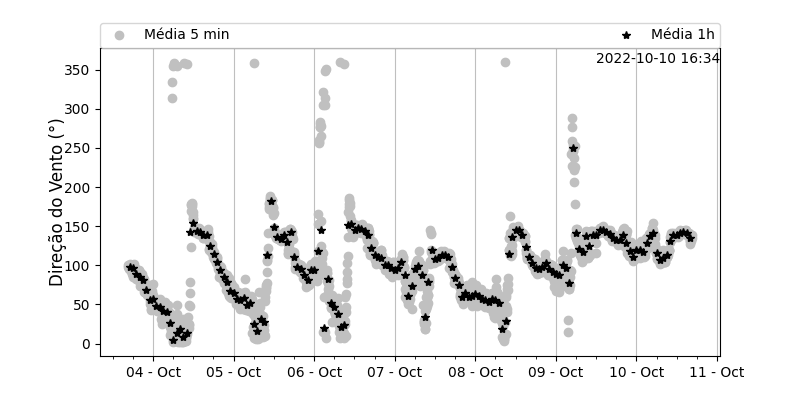 Média 5 min
Média 1h
2022-10-10 16:34
Direção do Vento (°)
350
300
250
200
150
100
50
0
04 - Oct
05 - Oct
06 - Oct
07 - Oct
08 - Oct
09 - Oct
10 - Oct
11 - Oct